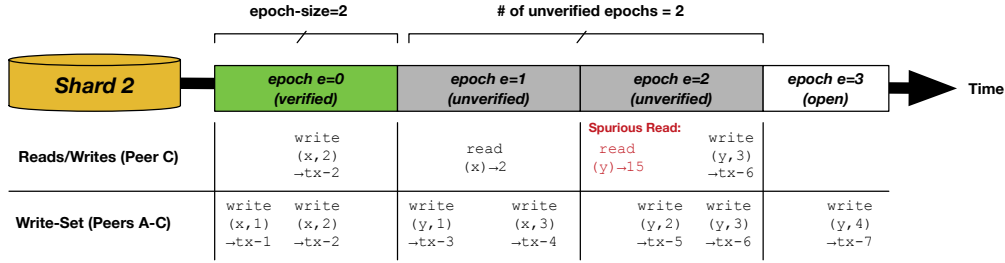 epoch-size=2
# of unverified epochs = 2
Shard 2
epoch e=0
(verified)
epoch e=1
(unverified)
epoch e=2
(unverified)
epoch e=3
(open)
Time
Reads/Writes (Peer C)
write
(x,2)
→tx-2
read
(x)→2
Spurious Read:
read
(y)→15
write
(y,3)
→tx-6
Write-Set (Peers A-C)
write
(x,1)
→tx-1
write
(x,2)
→tx-2
write
(y,1)
→tx-3
write
(x,3)
→tx-4
write
(y,2)
→tx-5
write
(y,3)
→tx-6
write
(y,4)
→tx-7